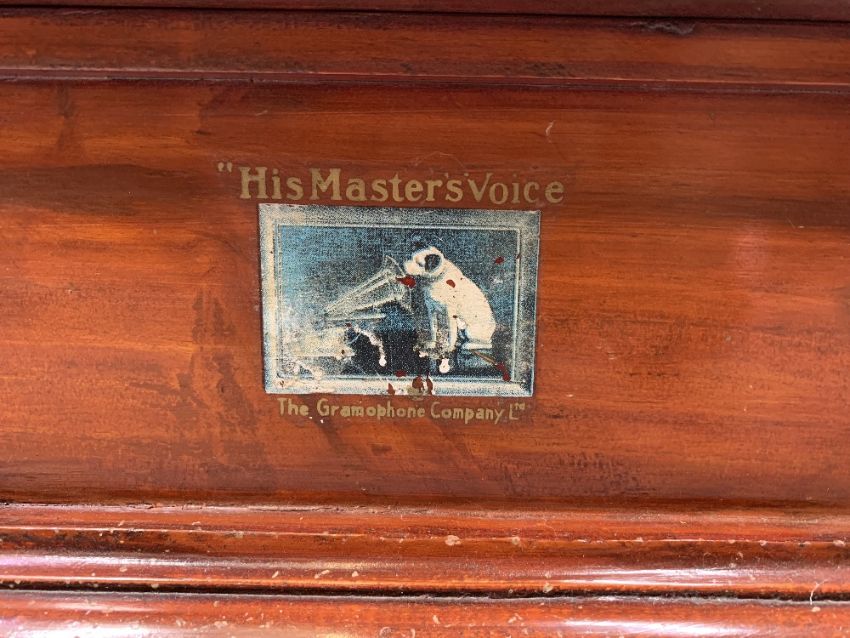 "His Master's Voice
The Gramophone Company Ltd